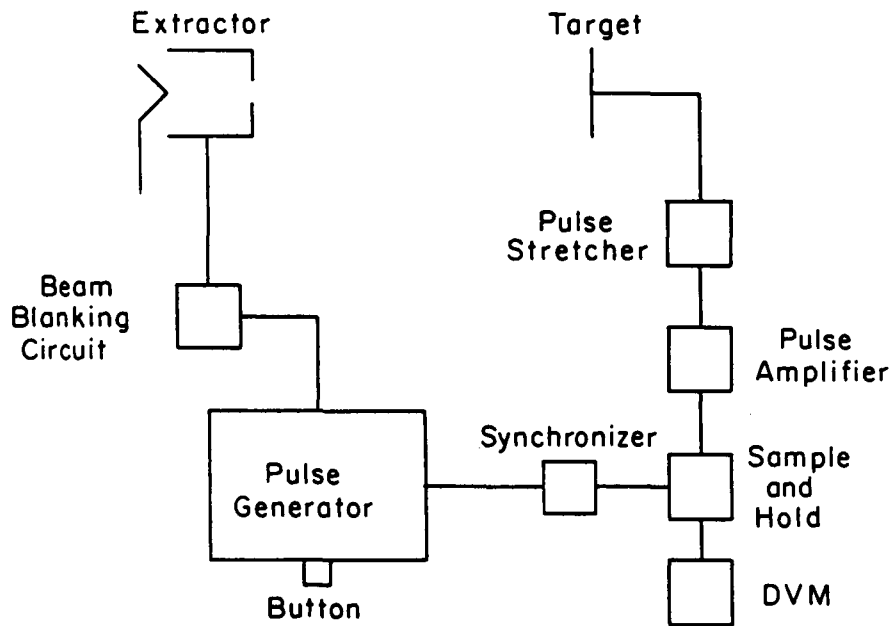 Extractor
Target
Pulse
Stretcher
Beam
Blanking
Circuit
Pulse
Amplifier
Synchronizer
Sample
and
Hold
Pulse
Generator
Button
DVM